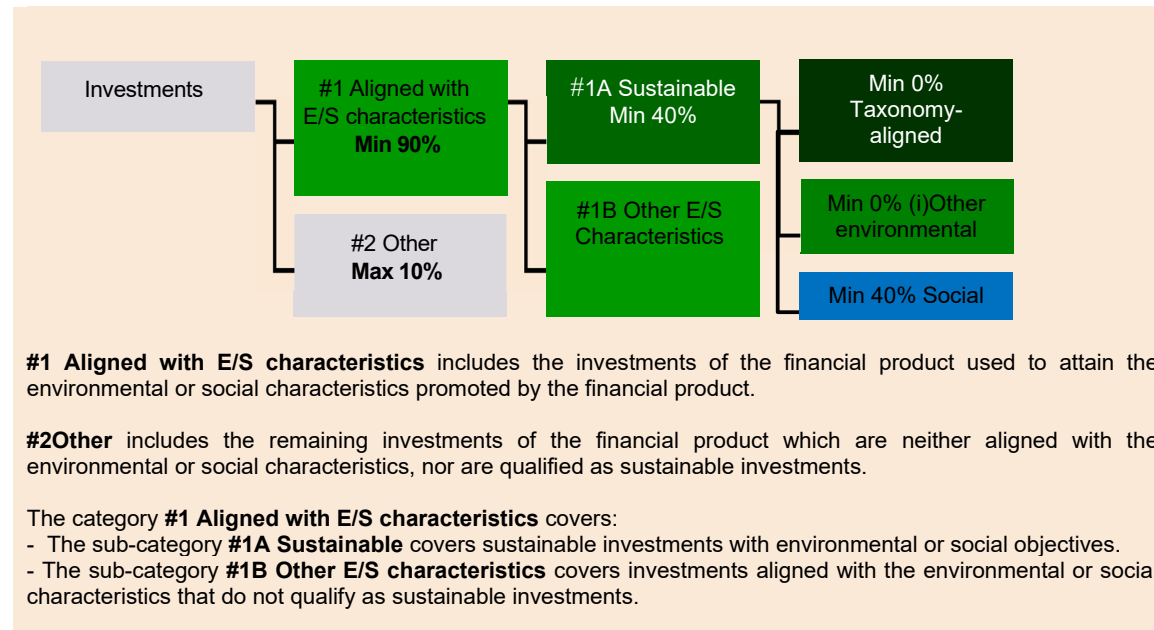 Investments
#1 Aligned with
E/S characteristics
Min 90%
#2 Other
Max 10%
#1A Sustainable
Min 40%
#1B Other E/S
Characteristics
Min 0%
Taxonomy-
aligned
Min 0% (i)Other
environmental
Min 40% Social
#1 Aligned with E/S characteristics includes the investments of the financial product used to attain the
environmental or social characteristics promoted by the financial product.
#2Other includes the remaining investments of the financial product which are neither aligned with the
environmental or social characteristics, nor are qualified as sustainable investments.
The category #1 Aligned with E/S characteristics covers:
- The sub-category #1A Sustainable covers sustainable investments with environmental or social objectives.
- The sub-category #1B Other E/S characteristics covers investments aligned with the environmental or social
characteristics that do not qualify as sustainable investments.